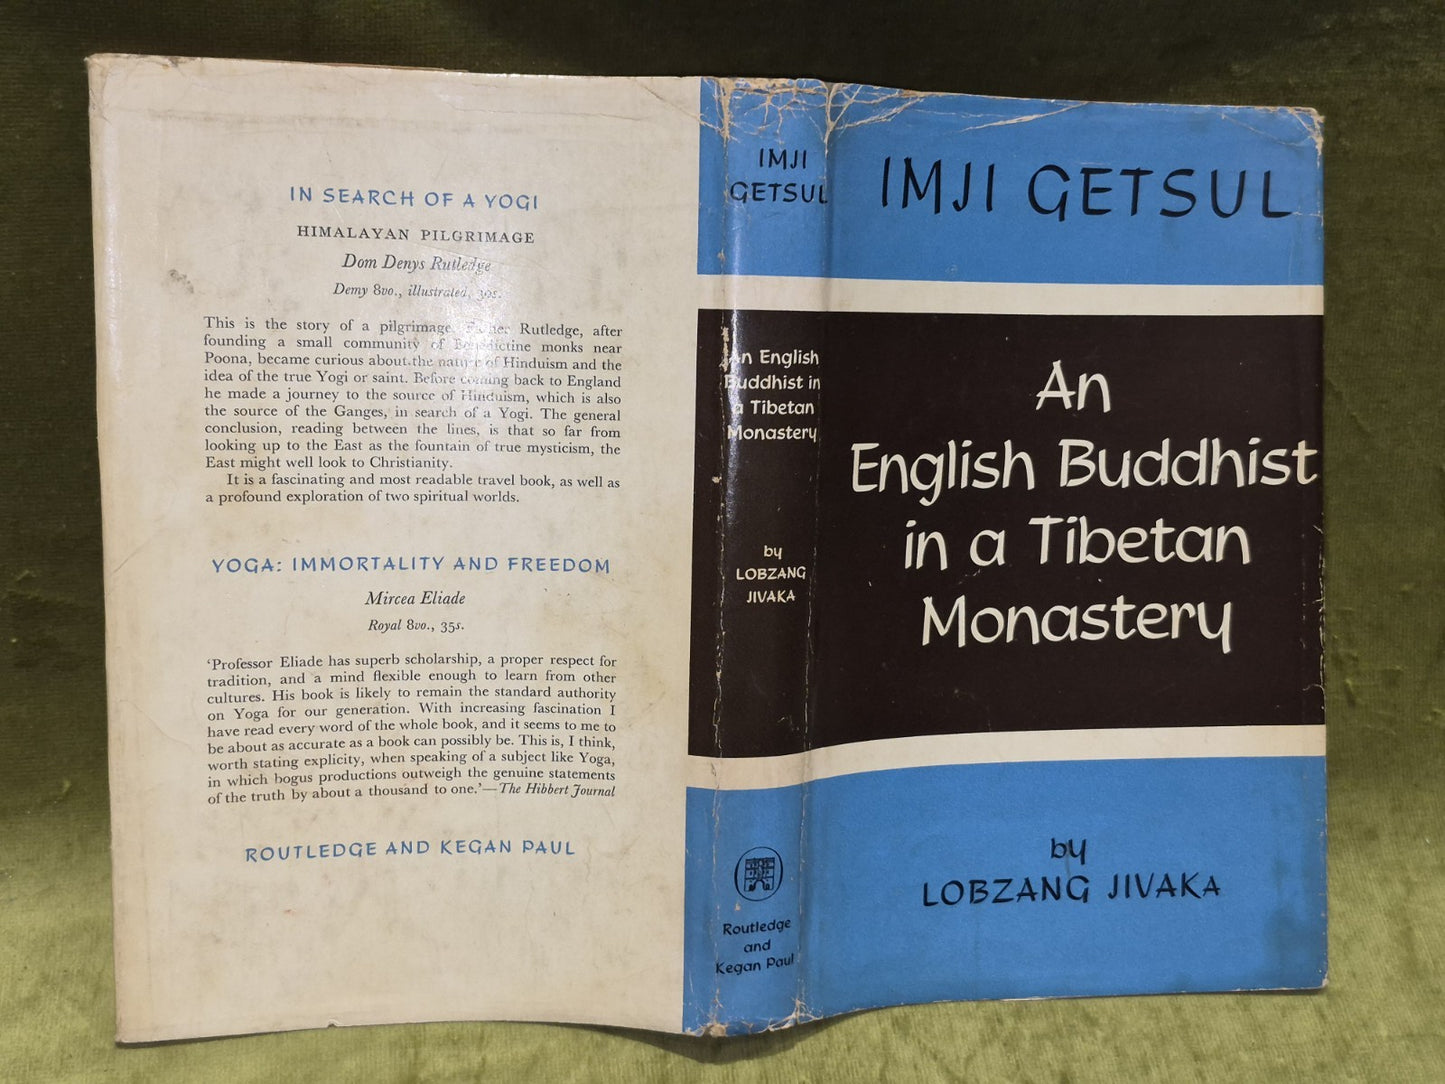 IN SEARCH OF A YOGI
HIMALAYAN PILGRIMAGE
Dom Denys Rutledge
Demy 8vo., illustrated, 30s.
This is the story of a pilgrimage. Father Rutledge, after
founding a small community of Benedictine monks near
Poona, became curious about the nature of Hinduism and the
idea of the true Yogi or saint. Before coming back to England
he made a journey to the source of Hinduism, which is also
the source of the Ganges, in search of a Yogi. The general
conclusion, reading between the lines, is that so far from
looking up to the East as the fountain of true mysticism, the
East might well look to Christianity.
It is a fascinating and most readable travel book, as well as
a profound exploration of two spiritual worlds.
YOGA: IMMORTALITY AND FREEDOM
Mircea Eliade
Royal 8vo., 35s.
‘Professor Eliade has superb scholarship, a proper respect for
tradition, and a mind flexible enough to learn from other
cultures. His book is likely to remain the standard authority
on Yoga for our generation. With increasing fascination I
have read every word of the whole book, and it seems to me to
be about as accurate as a book can possibly be. This is, I think,
worth stating explicity, when speaking of a subject like Yoga,
in which bogus productions outweigh the genuine statements
of the truth by about a thousand to one.’—The Hibbert Journal
ROUTLEDGE AND KEGAN PAUL
IMJI
GETSUL
An English
Buddhist in
a Tibetan
Monastery
by
LOBZANG
JIVAKA
Routledge
and
Kegan Paul
IMJI GETSUL
An
English Buddhist
in a Tibetan
Monastery
by
LOBZANG JIVAKA